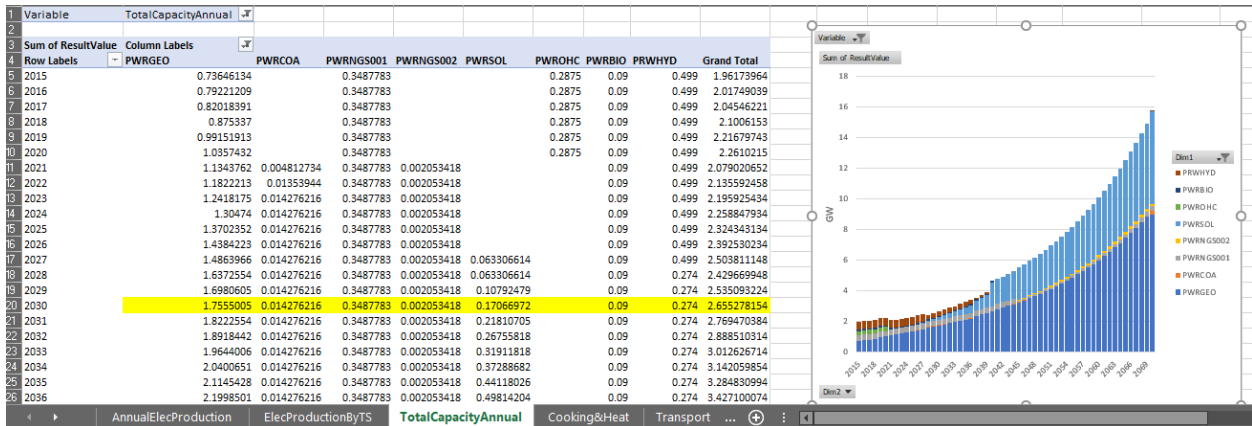 1 Variable TotalCapacityAnnual
2
3 Sum of ResultValue Column Labels
4 Row Labels PWRGEO PWRCOA PWRNGS001 PWRNGS002 PWRSOL PWROHC PWRBIO PRWHYD Grand Total
5 2015 0.73646134 0.3487783 0.2875 0.09 0.499 1.96173964
6 2016 0.79221209 0.3487783 0.2875 0.09 0.499 2.01749039
7 2017 0.82018391 0.3487783 0.2875 0.09 0.499 2.04546221
8 2018 0.875337 0.3487783 0.2875 0.09 0.499 2.1006153
9 2019 0.99151913 0.3487783 0.2875 0.09 0.499 2.21679743
10 2020 1.0357432 0.3487783 0.2875 0.09 0.499 2.2610215
11 2021 1.1343762 0.004812734 0.3487783 0.002053418 0.09 0.499 2.079020652
12 2022 1.1822213 0.01353944 0.3487783 0.002053418 0.09 0.499 2.135592458
13 2023 1.2418175 0.014276216 0.3487783 0.002053418 0.09 0.499 2.195925434
14 2024 1.30474 0.014276216 0.3487783 0.002053418 0.09 0.499 2.258847934
15 2025 1.3702352 0.014276216 0.3487783 0.002053418 0.09 0.499 2.324343134
16 2026 1.4384223 0.014276216 0.3487783 0.002053418 0.09 0.499 2.392530234
17 2027 1.4863966 0.014276216 0.3487783 0.002053418 0.063306614 0.09 0.499 2.503811148
18 2028 1.6372554 0.014276216 0.3487783 0.002053418 0.063306614 0.09 0.274 2.429669948
19 2029 1.6980605 0.014276216 0.3487783 0.002053418 0.10792479 0.09 0.274 2.535093224
20 2030 1.7555005 0.014276216 0.3487783 0.002053418 0.17066972 0.09 0.274 2.655278154
21 2031 1.8222554 0.014276216 0.3487783 0.002053418 0.21810705 0.09 0.274 2.769470384
22 2032 1.8918442 0.014276216 0.3487783 0.002053418 0.26755818 0.09 0.274 2.888510314
23 2033 1.9644006 0.014276216 0.3487783 0.002053418 0.31911818 0.09 0.274 3.012626714
24 2034 2.0400651 0.014276216 0.3487783 0.002053418 0.37288682 0.09 0.274 3.142059854
25 2035 2.1145428 0.014276216 0.3487783 0.002053418 0.44118026 0.09 0.274 3.284830994
26 2036 2.1998501 0.014276216 0.3487783 0.002053418 0.49814204 0.09 0.274 3.427100074
AnnualElecProduction ElecProductionByTS TotalCapacityAnnual Cooking&Heat Transport ...
Variable
Sum of ResultValue
18
16
14
12
10
8
6
4
2
0
GW
2015 2018 2021 2024 2027 2030 2033 2036 2039 2042 2045 2048 2051 2054 2057 2060 2063 2066 2069
Dim1
PRWHYD
PWRBIO
PWROHC
PWRSOL
PWRNGS002
PWRNGS001
PWRCOA
PWRGEO
Dim2